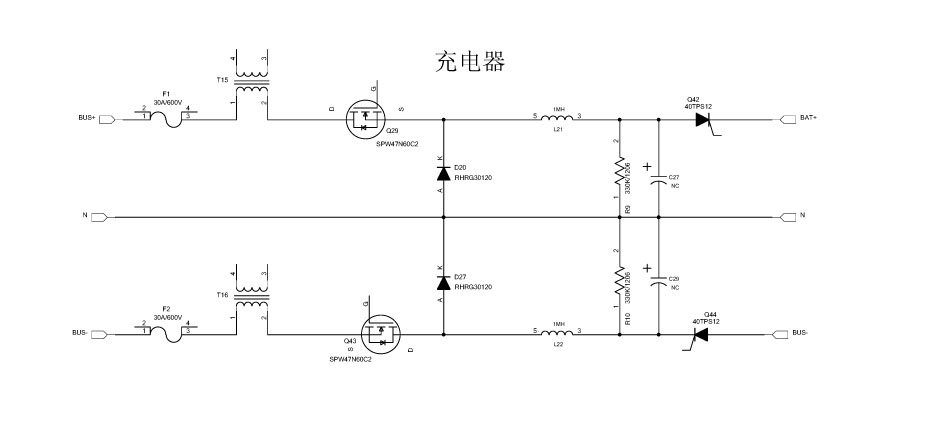 充电器
4
3
T15
1
2
F1
30A/600V
2
4
1
3
D
G
S
Q29
SPW47N60C2
BUS+
1MH
5
3
L21
Q42
40TPS12
BAT+
K
D20
RHRG30120
A
2
330K/1206
1
R9
+
C27
NC
N
N
4
3
T16
1
2
K
D27
RHRG30120
A
2
330K/1206
1
R10
+
C29
NC
F2
30A/600V
2
4
1
3
BUS-
G
Q43
S
D
SPW47N60C2
1MH
5
3
L22
Q44
40TPS12
BUS-